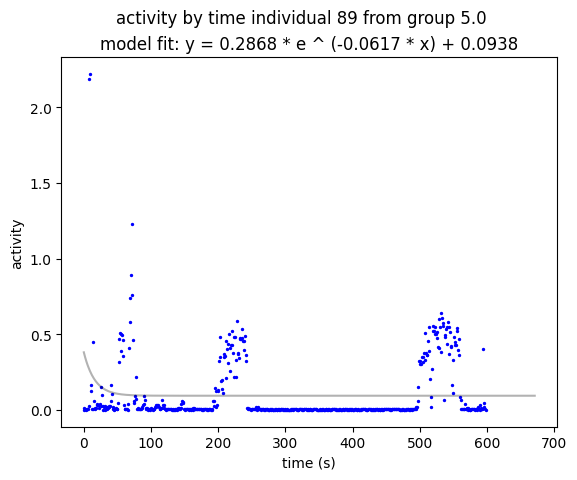 activity by time individual 89 from group 5.0
model fit: y = 0.2868 * e ^ (-0.0617 * x) + 0.0938
2.0
1.5
1.0
0.5
0.0
activity
0 100 200 300 400 500 600 700
time (s)